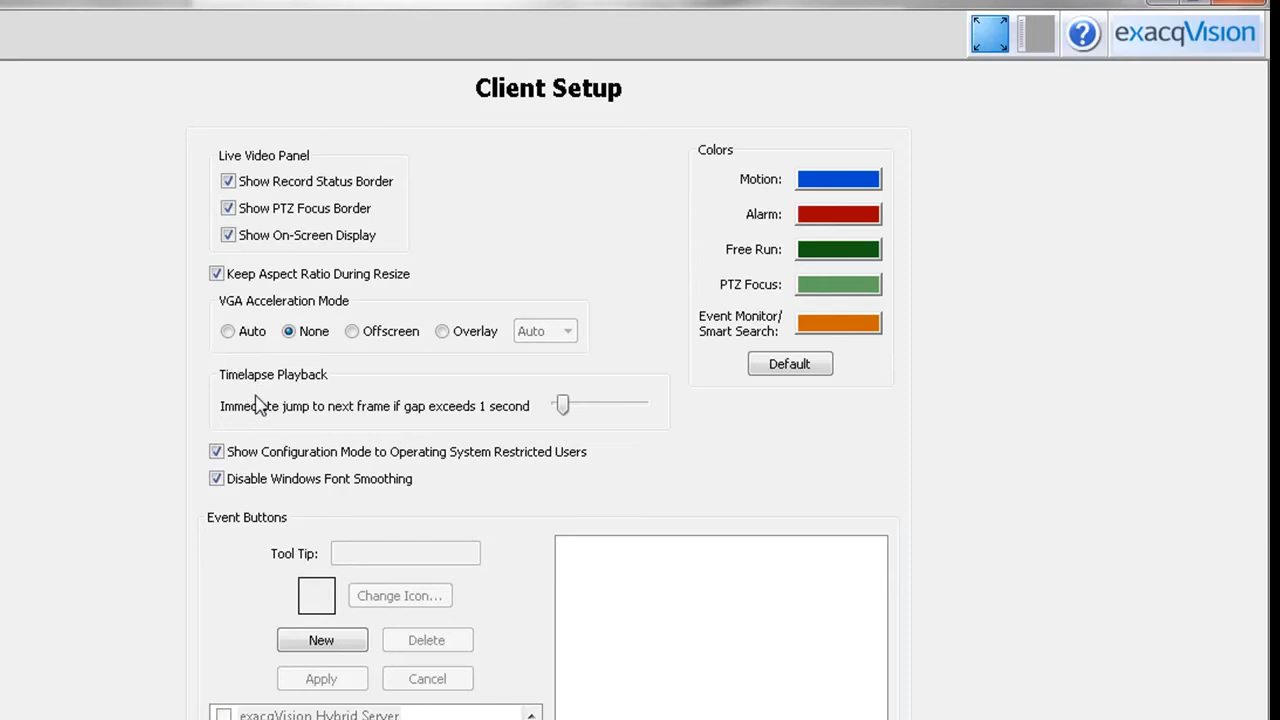 exacqVision
Client Setup
Live Video Panel
Show Record Status Border
Show PTZ Focus Border
Show On-Screen Display
Keep Aspect Ratio During Resize
VGA Acceleration Mode
Auto None Offscreen Overlay Auto
Timelapse Playback
Immediate jump to next frame if gap exceeds 1 second
Show Configuration Mode to Operating System Restricted Users
Disable Windows Font Smoothing
Colors
Motion:
Alarm:
Free Run:
PTZ Focus:
Event Monitor/
Smart Search:
Default
Event Buttons
Tool Tip:
Change Icon...
New Delete
Apply Cancel
exacqVision Hybrid Server